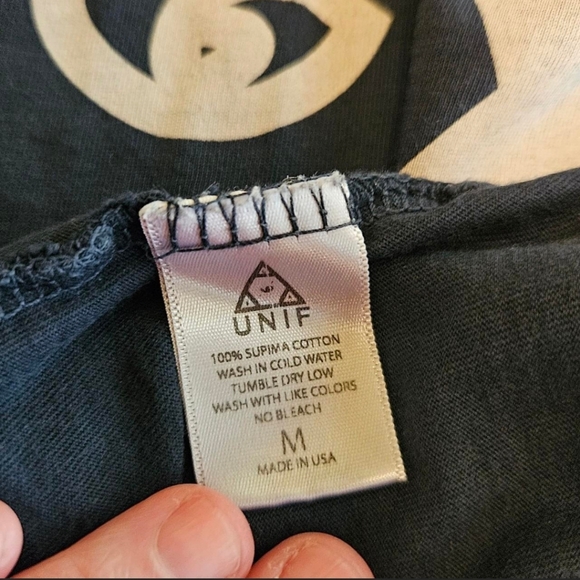 UNIF
100% SUPIMA COTTON
WASH IN COLD WATER
TUMBLE DRY LOW
WASH WITH LIKE COLORS
NO BLEACH
M
MADE IN USA